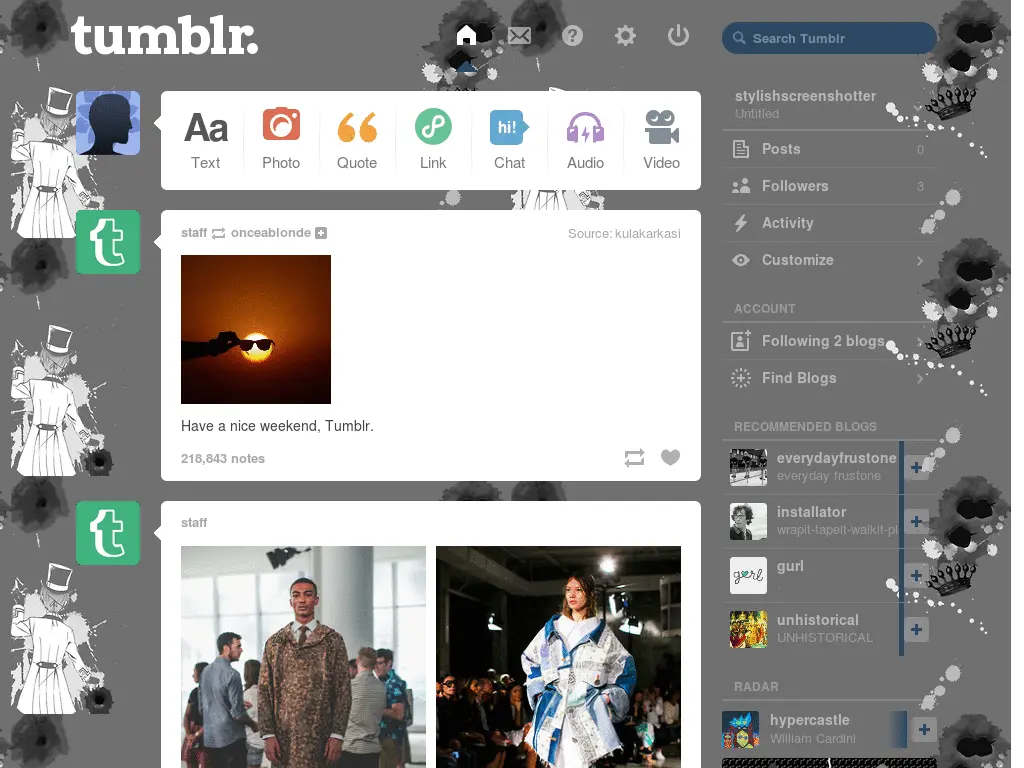 tumblr.
Search Tumblr
Aa
hi!
Text
Photo
Quote
Link
Chat
Audio
Video
stylishscreenshotter
Untitled
Posts 0
Followers 3
Activity
Customize
ACCOUNT
Following 2 blogs
Find Blogs
RECOMMENDED BLOGS
everydayfrustone
everyday frustone
installator
wrapit-tapeit-walkit-pl
gurl
gurl
unhistorical
UNHISTORICAL
RADAR
hypercastle
William Cardini
t
staff onceablonde
Source: kulakarkasi
Have a nice weekend, Tumblr.
218,843 notes
t
staff